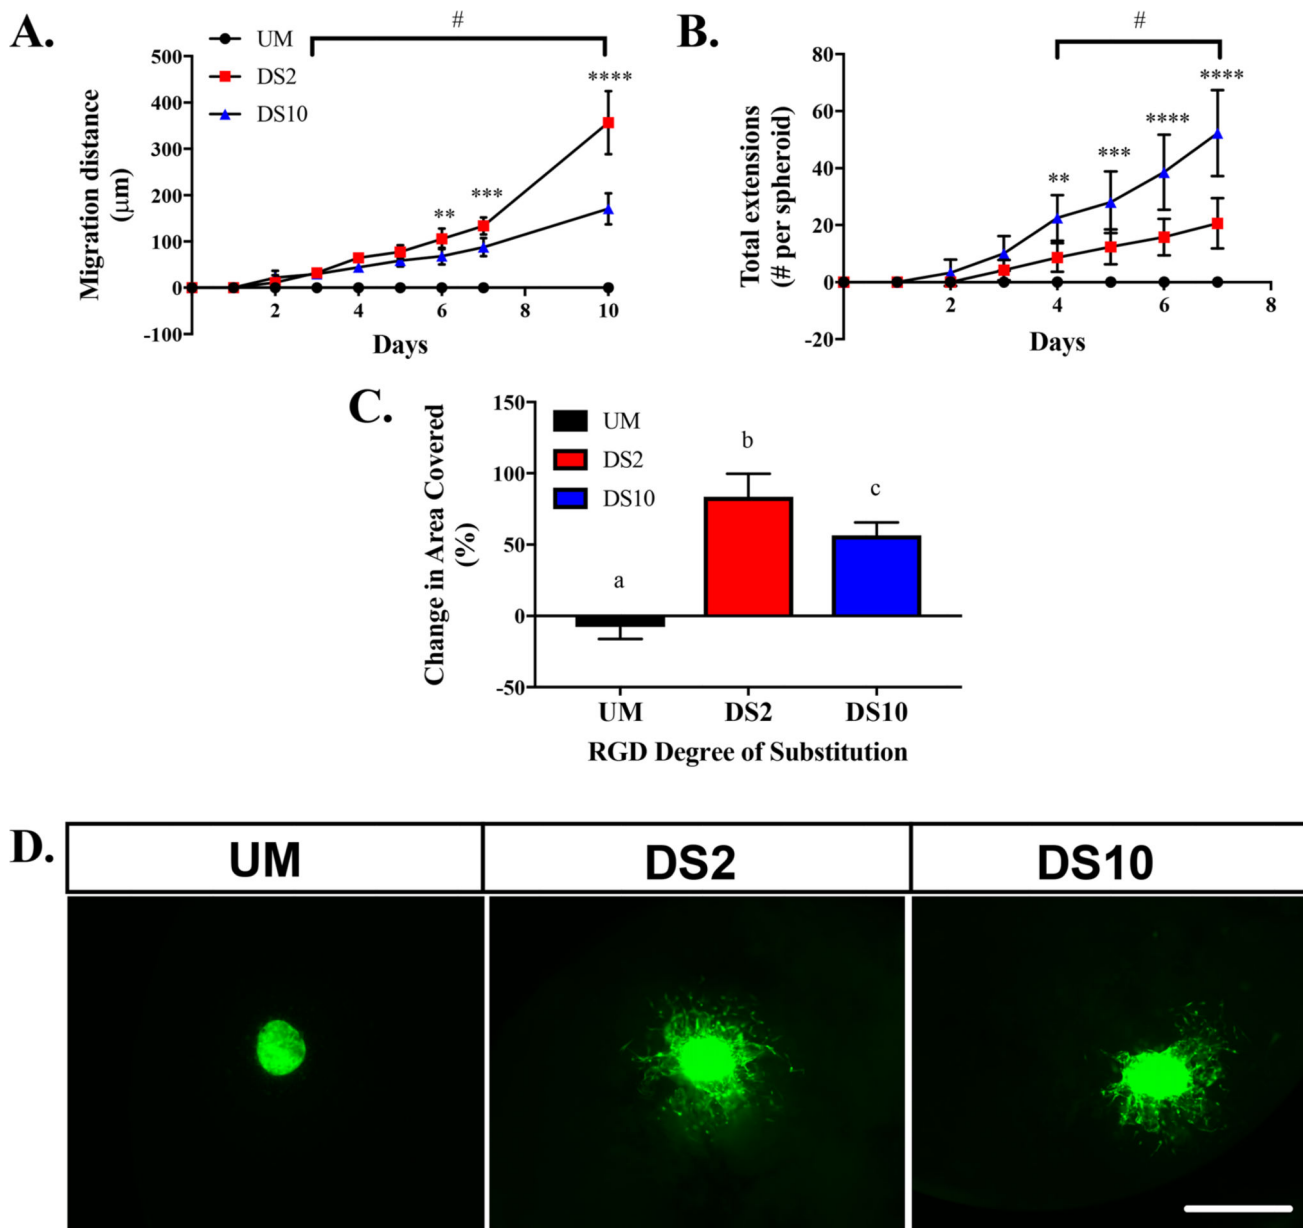 A.
#
UM
DS2
DS10
500
400
300
200
100
0
-100
2
4
6
8
10
**
***
****
Migration distance
(μm)
Days
B.
#
80
60
40
20
0
-20
2
4
6
8
**
***
****
****
Total extensions
(# per spheroid)
Days
C.
150
100
50
0
-50
UM
DS2
DS10
a
b
c
Change in Area Covered
(%)
UM DS2 DS10
RGD Degree of Substitution
D.
UM DS2 DS10